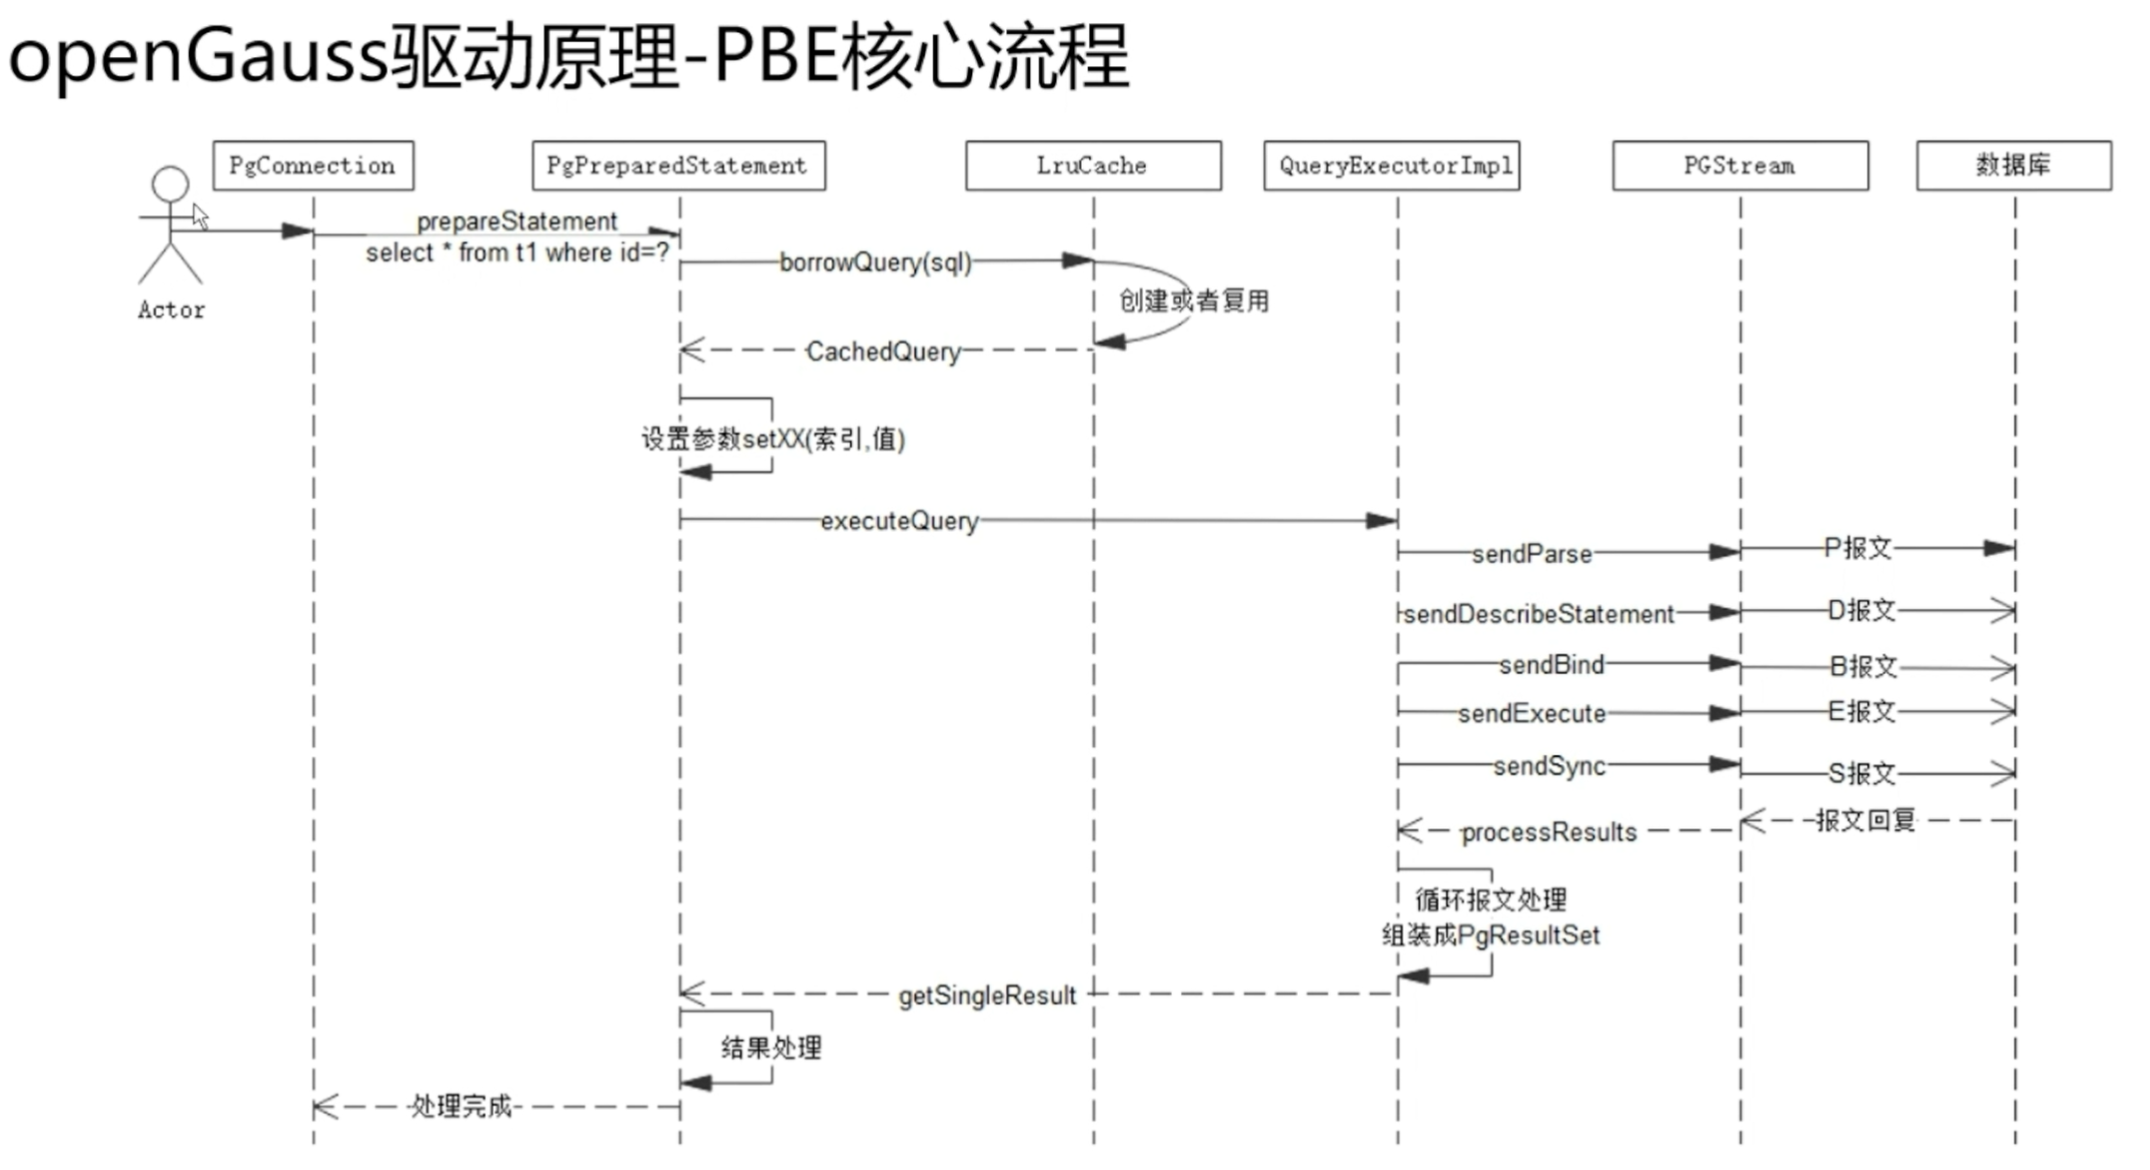 openGauss驱动原理-PBE核心流程
PgConnection
PgPreparedStatement
LruCache
QueryExecutorImpl
PGStream
数据库
Actor
prepareStatement
select * from t1 where id=?
borrowQuery(sql)
创建或者复用
CachedQuery
设置参数setXX(索引,值)
executeQuery
sendParse
P报文
sendDescribeStatement
D报文
sendBind
B报文
sendExecute
E报文
sendSync
S报文
报文回复
processResults
循环报文处理
组装成PgResultSet
getSingleResult
结果处理
处理完成